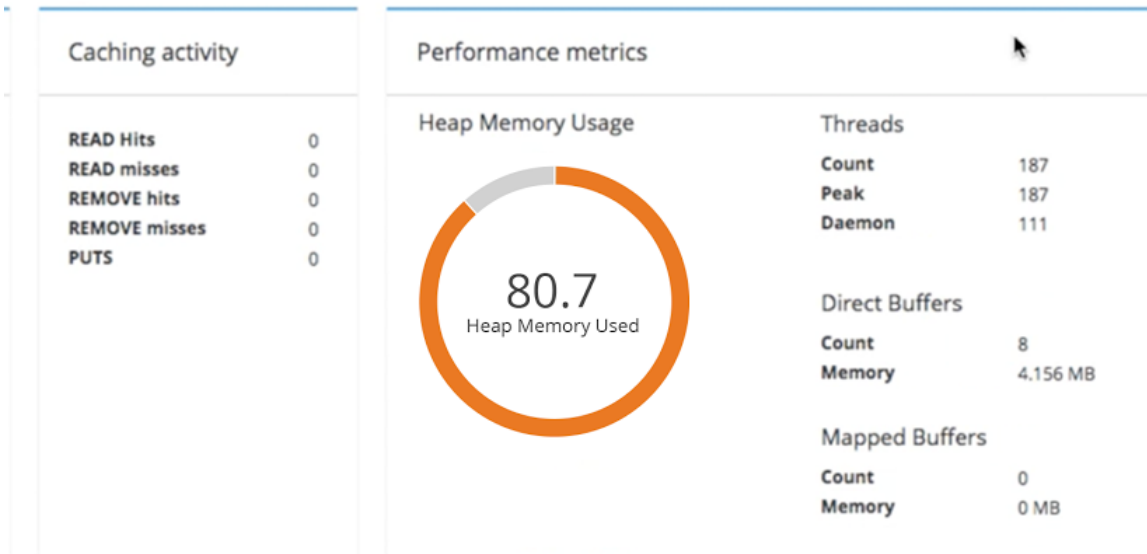 Caching activity
READ Hits 0
READ misses 0
REMOVE hits 0
REMOVE misses 0
PUTS 0
Performance metrics
Heap Memory Usage
80.7
Heap Memory Used
Threads
Count 187
Peak 187
Daemon 111
Direct Buffers
Count 8
Memory 4.156 MB
Mapped Buffers
Count 0
Memory 0 MB